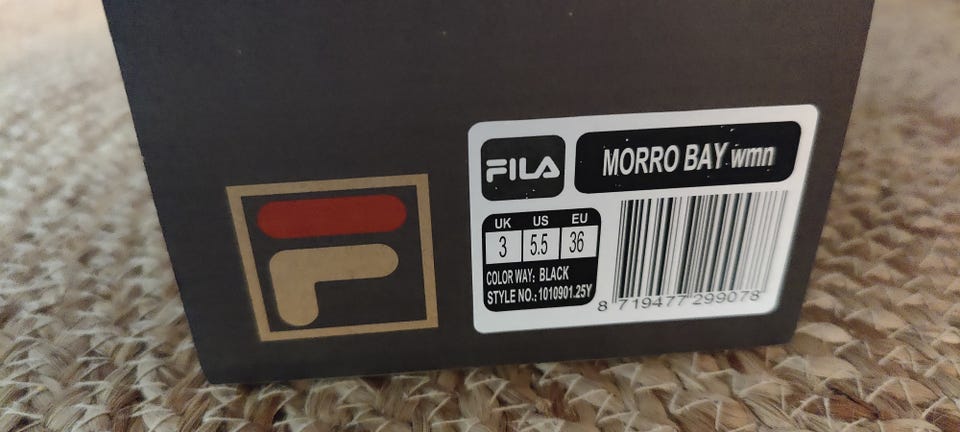 FILA
MORRO BAY wmn
UK US EU
3 5.5 36
COLOR WAY: BLACK
STYLE NO.: 1010901.25Y
8 719477 299078